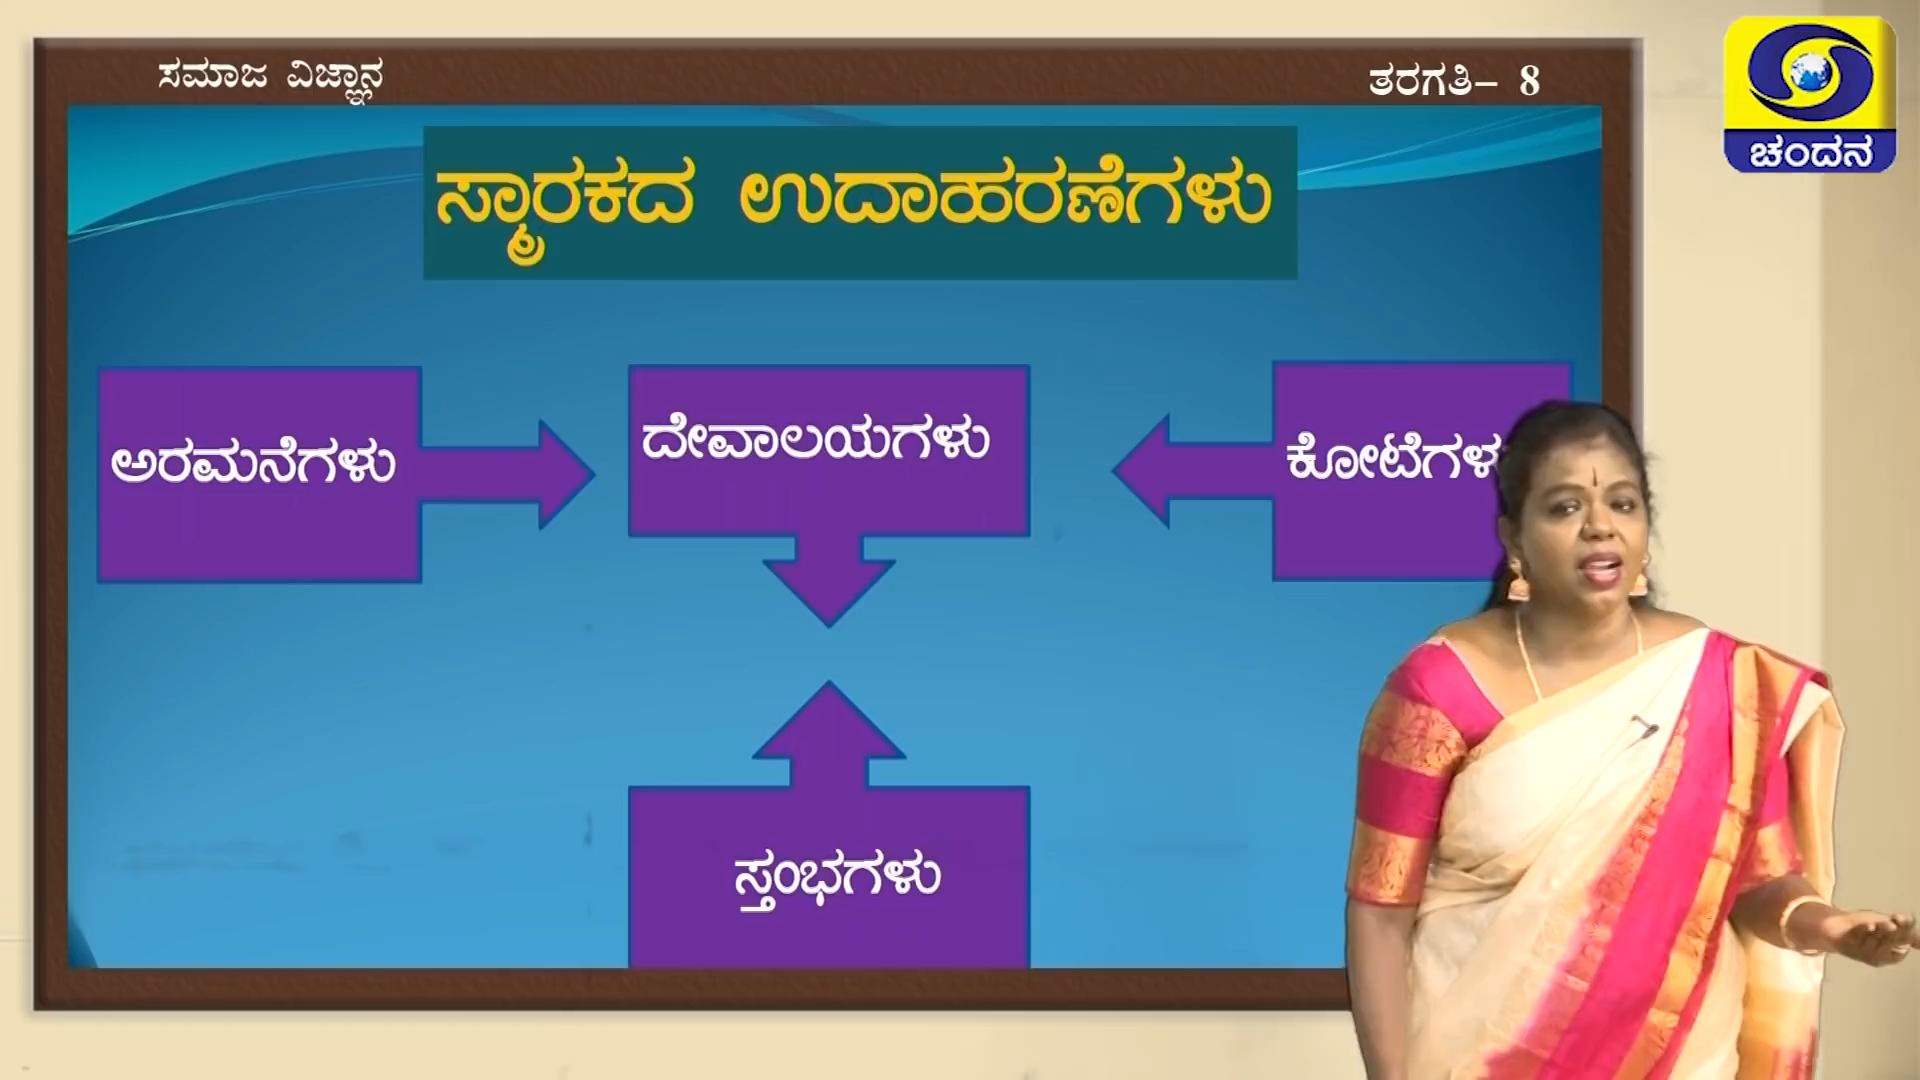 ಸಮಾಜ ವಿಜ್ಞಾನ
ತರಗತಿ- 8
ಚಂದನ
ಸ್ಮಾರಕದ ಉದಾಹರಣೆಗಳು
ಅರಮನೆಗಳು
ದೇವಾಲಯಗಳು
ಸ್ತಂಭಗಳು